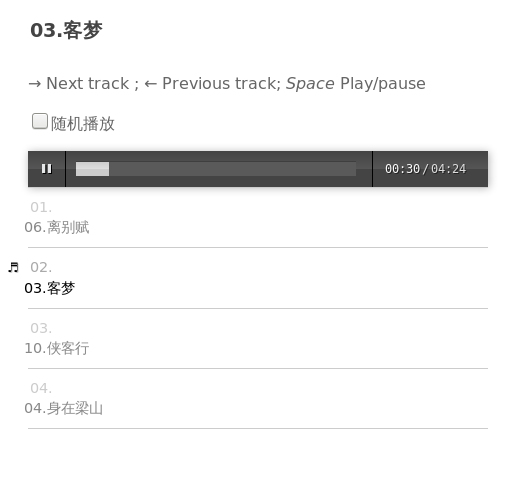 03.客梦
→ Next track ; ← Previous track; Space Play/pause
随机播放
00:30/04:24
01.
06.离别赋
02.
03.客梦
03.
10.侠客行
04.
04.身在梁山